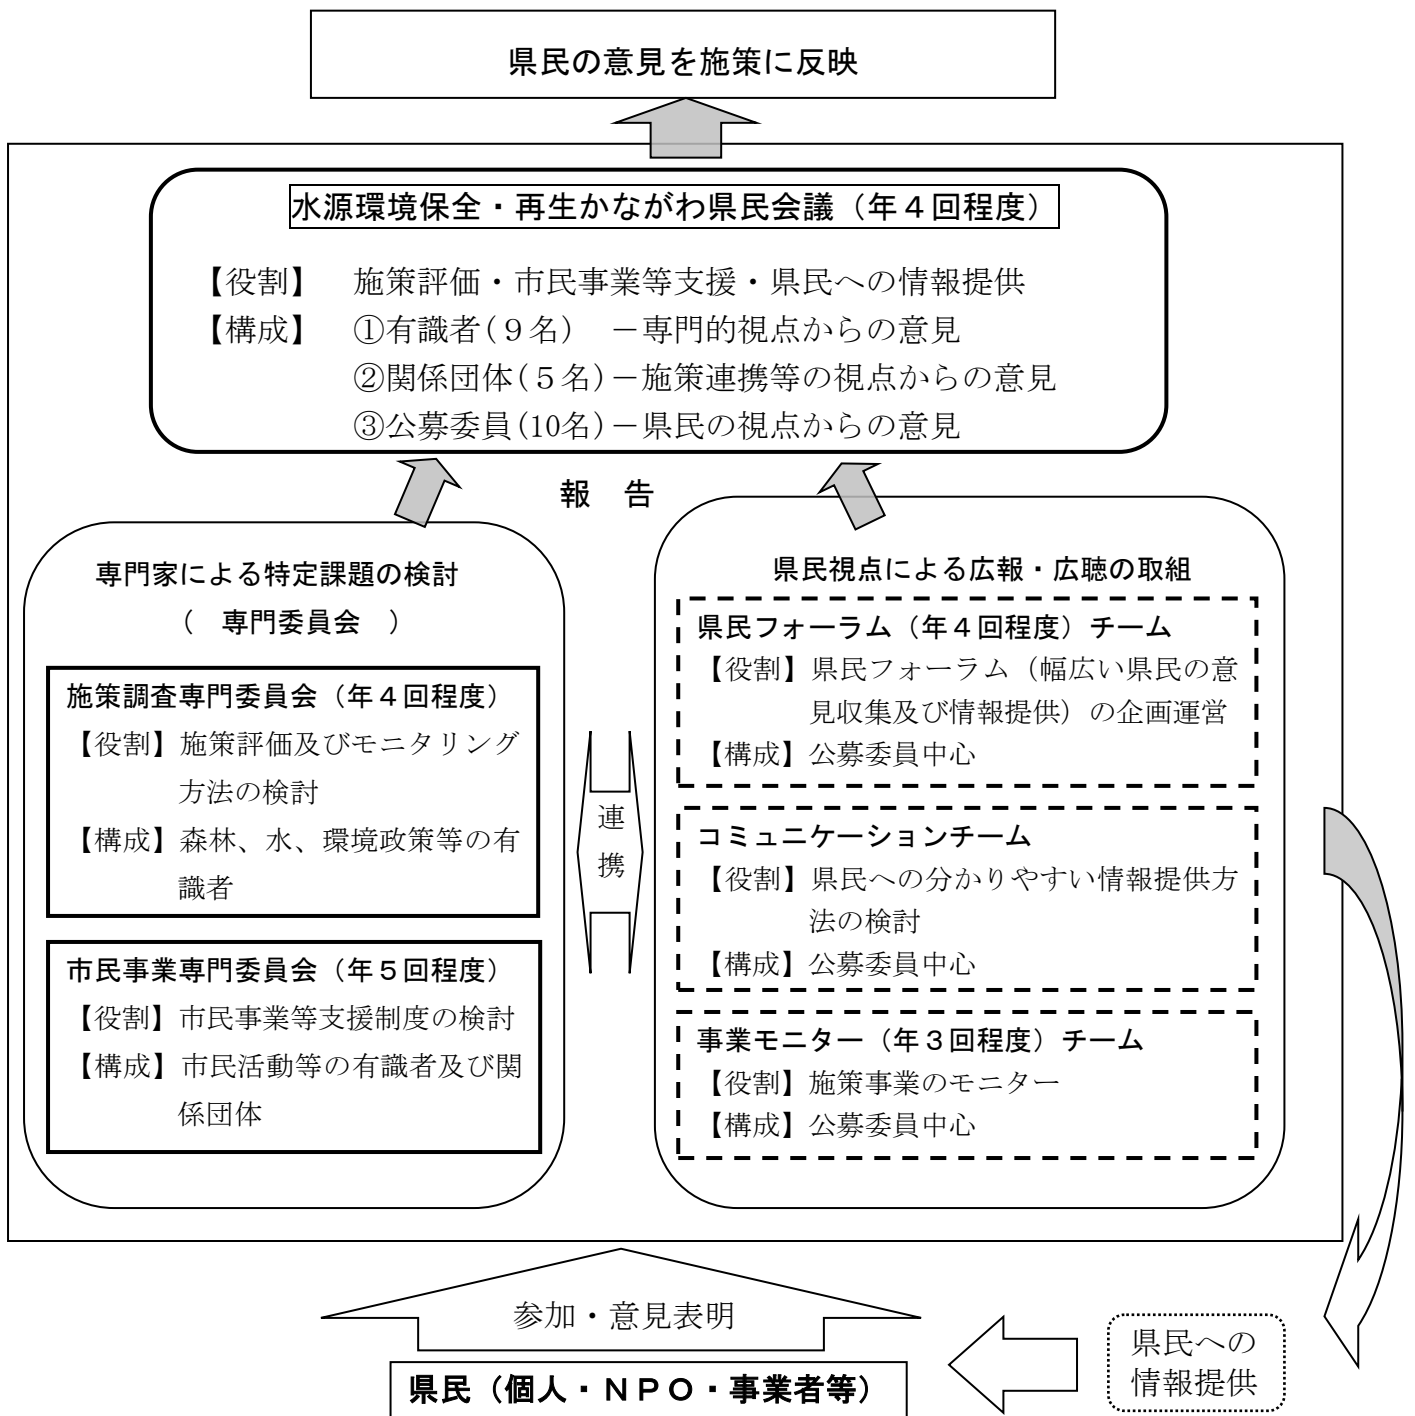 県民の意見を施策に反映
水源環境保全・再生かながわ県民会議（年４回程度）
【役割】　施策評価・市民事業等支援・県民への情報提供
【構成】　①有識者(９名)　－専門的視点からの意見
②関係団体(５名)－施策連携等の視点からの意見
③公募委員(10名)－県民の視点からの意見
報　告
専門家による特定課題の検討
（　専門委員会　）
施策調査専門委員会（年４回程度）
【役割】施策評価及びモニタリング
方法の検討
【構成】森林、水、環境政策等の有
識者
市民事業専門委員会（年５回程度）
【役割】市民事業等支援制度の検討
【構成】市民活動等の有識者及び関
係団体
連
携
県民視点による広報・広聴の取組
県民フォーラム（年４回程度）チーム
【役割】県民フォーラム（幅広い県民の意
見収集及び情報提供）の企画運営
【構成】公募委員中心
コミュニケーションチーム
【役割】県民への分かりやすい情報提供方
法の検討
【構成】公募委員中心
事業モニター（年３回程度）チーム
【役割】施策事業のモニター
【構成】公募委員中心
参加・意見表明
県民（個人・ＮＰＯ・事業者等）
県民への
情報提供